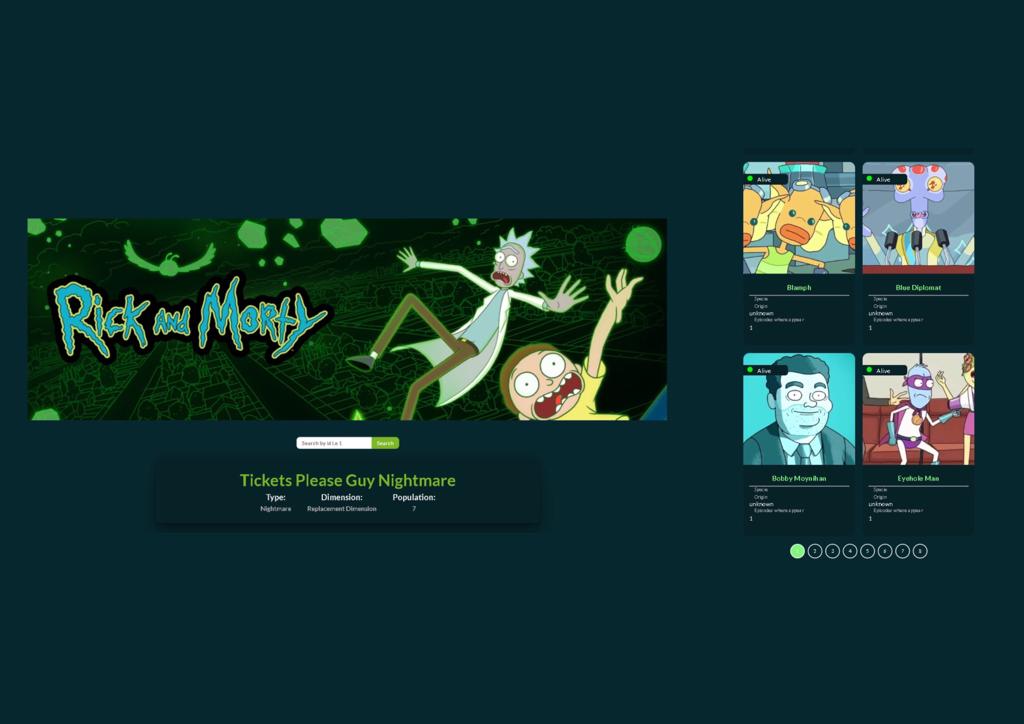 Rick and Morty
Search by id i.e 1 Search
Tickets Please Guy Nightmare
Type: Dimension: Population:
Nightmare Replacement Dimension 7
Alive Alive
Blamph Blue Diplomat
Specie Specie
Origin Origin
unknown unknown
Episodes where appear Episodes where appear
1 1
Alive Alive
Bobby Moynihan Eyehole Man
Specie Specie
Origin Origin
unknown unknown
Episodes where appear Episodes where appear
1 1
2 3 4 5 6 7 8